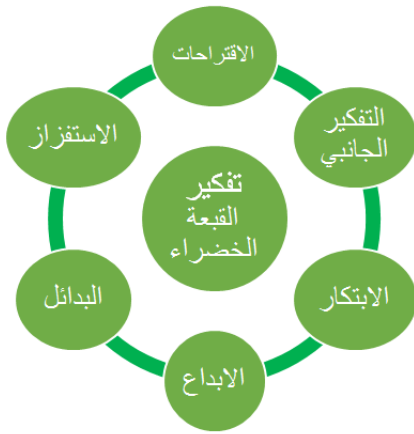 الاقتراحات
التفكير
الجانبي
الابتكار
الابداع
البدائل
الاستفزاز
تفكير
القبعة
الخضراء